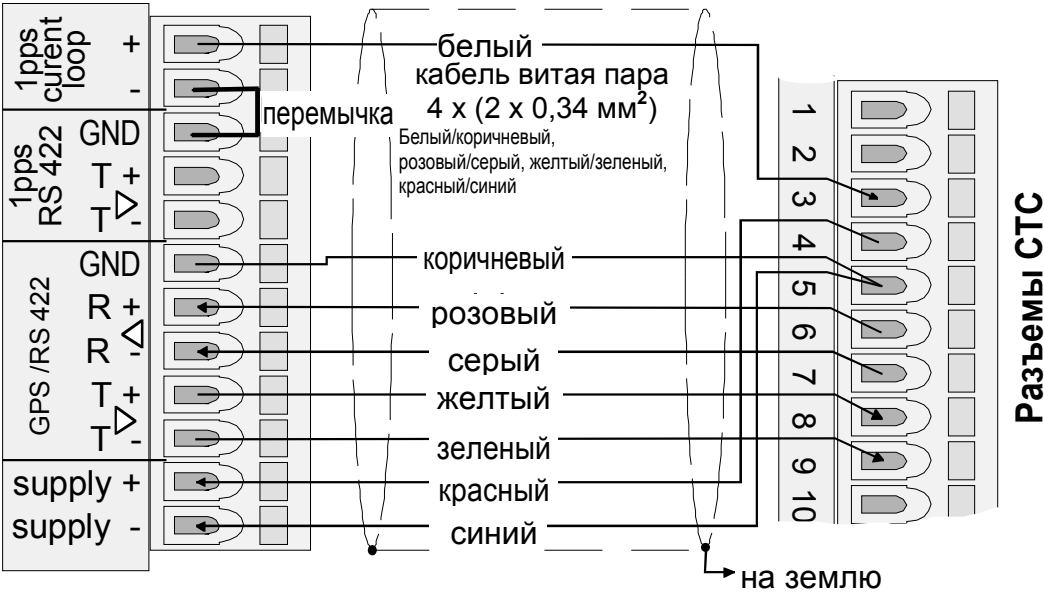 1pps
curent
loop
+
-
1pps
RS 422
GND
T +
T -
GPS /RS 422
GND
R +
R -
T +
T -
supply +
supply -
перемычка
белый
кабель витая пара
4 x (2 x 0,34 мм²)
Белый/коричневый,
розовый/серый, желтый/зеленый,
красный/синий
коричневый
розовый
серый
желтый
зеленый
красный
синий
на землю
1
2
3
4
5
6
7
8
9
10
Разъемы СТС